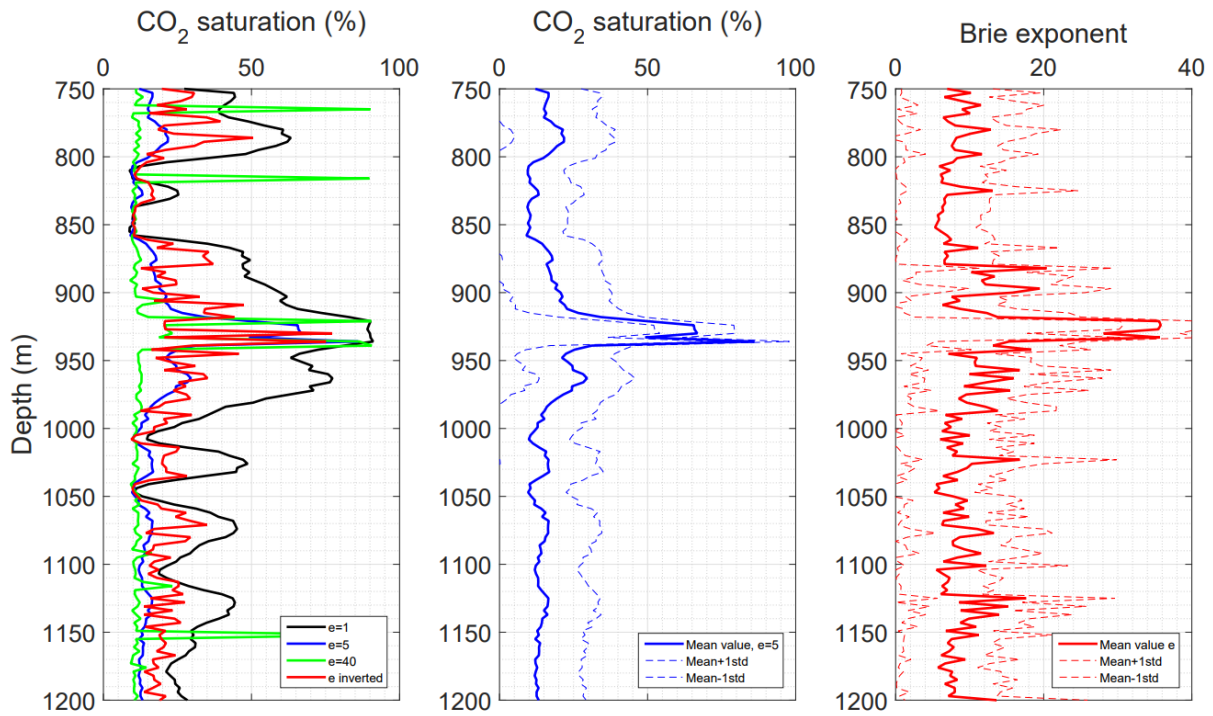 CO2 saturation (%)
0 50 100
Depth (m)
750
800
850
900
950
1000
1050
1100
1150
1200
e=1
e=5
e=40
e inverted
CO2 saturation (%)
0 50 100
750
800
850
900
950
1000
1050
1100
1150
1200
Mean value, e=5
Mean+1std
Mean-1std
Brie exponent
0 20 40
750
800
850
900
950
1000
1050
1100
1150
1200
Mean value e
Mean+1std
Mean-1std